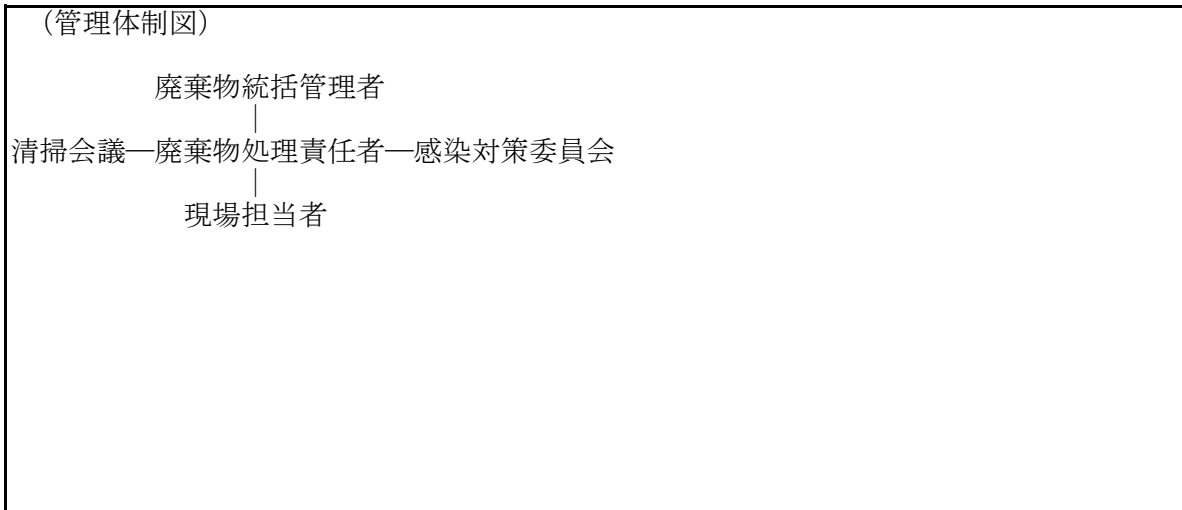 （管理体制図）
廃棄物統括管理者
｜
清掃会議―廃棄物処理責任者―感染対策委員会
｜
現場担当者